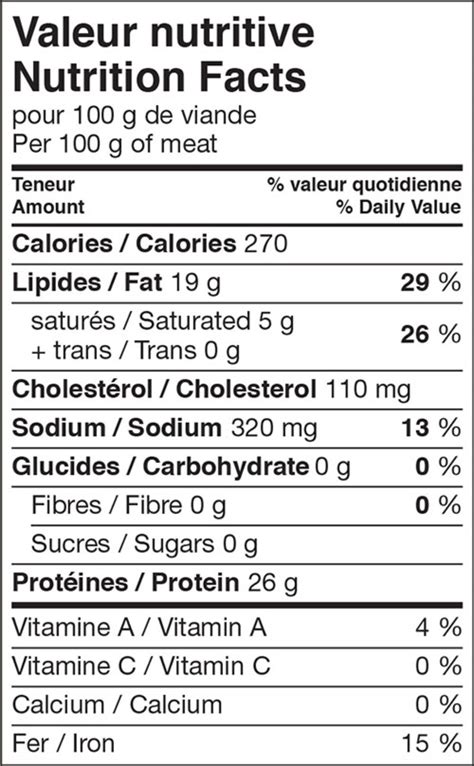 Valeur nutritive
Nutrition Facts
pour 100 g de viande
Per 100 g of meat
Teneur % valeur quotidienne
Amount % Daily Value
Calories / Calories 270
Lipides / Fat 19 g 29 %
saturés / Saturated 5 g
+ trans / Trans 0 g 26 %
Cholestérol / Cholesterol 110 mg
Sodium / Sodium 320 mg 13 %
Glucides / Carbohydrate 0 g 0 %
Fibres / Fibre 0 g 0 %
Sucres / Sugars 0 g
Protéines / Protein 26 g
Vitamine A / Vitamin A 4 %
Vitamine C / Vitamin C 0 %
Calcium / Calcium 0 %
Fer / Iron 15 %